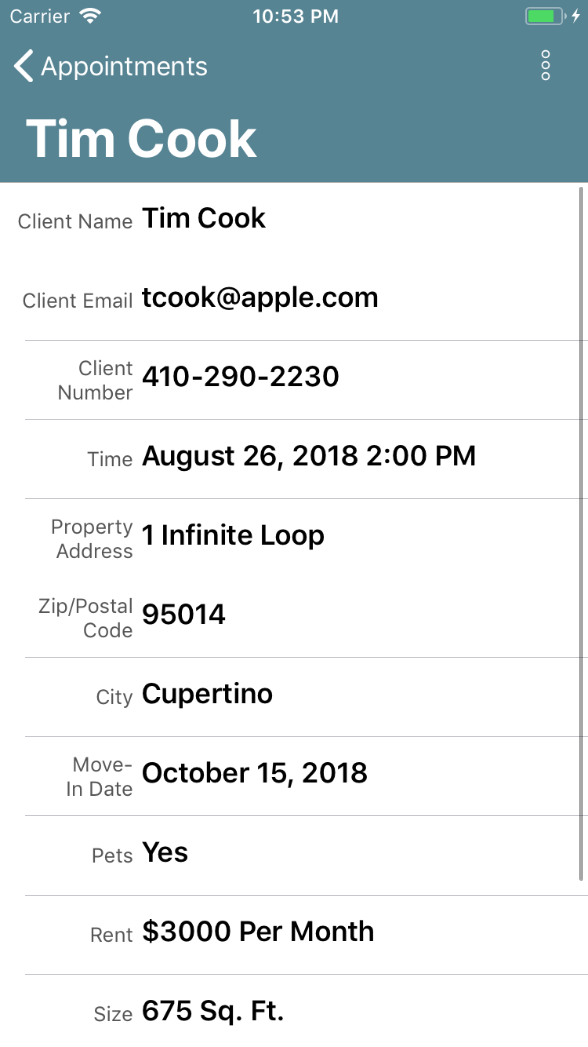 Carrier 10:53 PM
Appointments
Tim Cook
Client Name Tim Cook
Client Email tcook@apple.com
Client
Number 410-290-2230
Time August 26, 2018 2:00 PM
Property
Address 1 Infinite Loop
Zip/Postal
Code 95014
City Cupertino
Move-
In Date October 15, 2018
Pets Yes
Rent $3000 Per Month
Size 675 Sq. Ft.